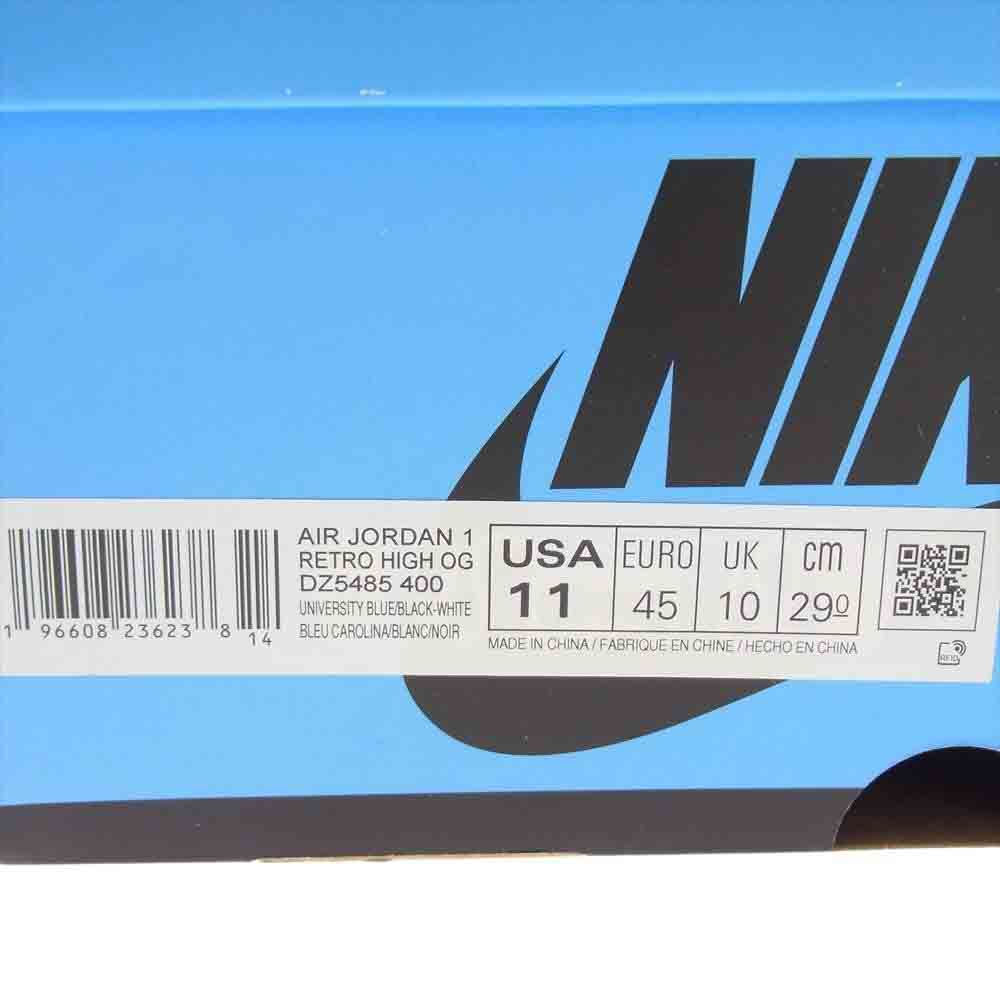 NIK
AIR JORDAN 1
RETRO HIGH OG
DZ5485 400
UNIVERSITY BLUE/BLACK-WHITE
BLEU CAROLINA/BLANC/NOIR
1 96608 23623 8 14
USA EURO UK cm
11 45 10 290
MADE IN CHINA / FABRIQUE EN CHINE / HECHO EN CHINA
RFID